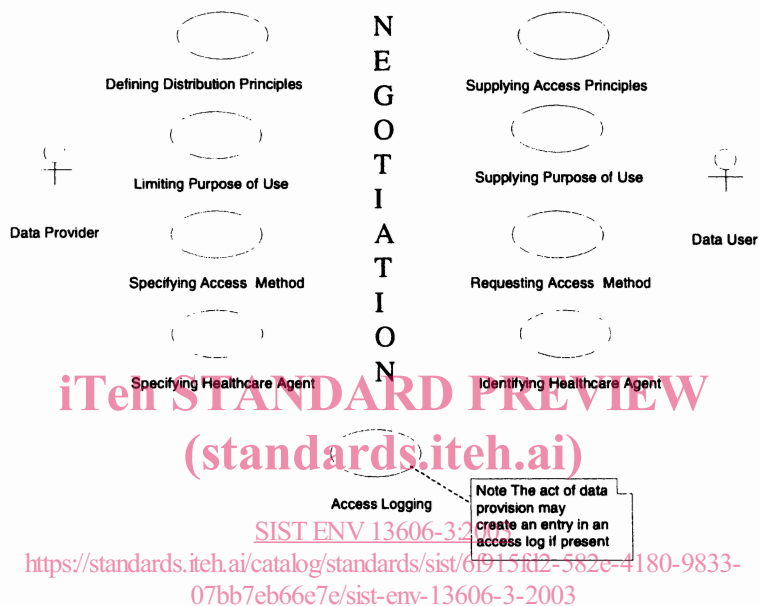 NEGOTIATION
Defining Distribution Principles
Supplying Access Principles
Limiting Purpose of Use
Supplying Purpose of Use
Data Provider
Data User
Specifying Access Method
Requesting Access Method
Specifying Healthcare Agent
Identifying Healthcare Agent
iTeh STANDARD PREVIEW
(standards.iteh.ai)
Access Logging
Note The act of data
provision may
create an entry in an
access log if present
SIST ENV 13606-3:2003
https://standards.iteh.ai/catalog/standards/sist/6f915fd2-582e-4180-9833-
07bb7eb66e7e/sist-env-13606-3-2003